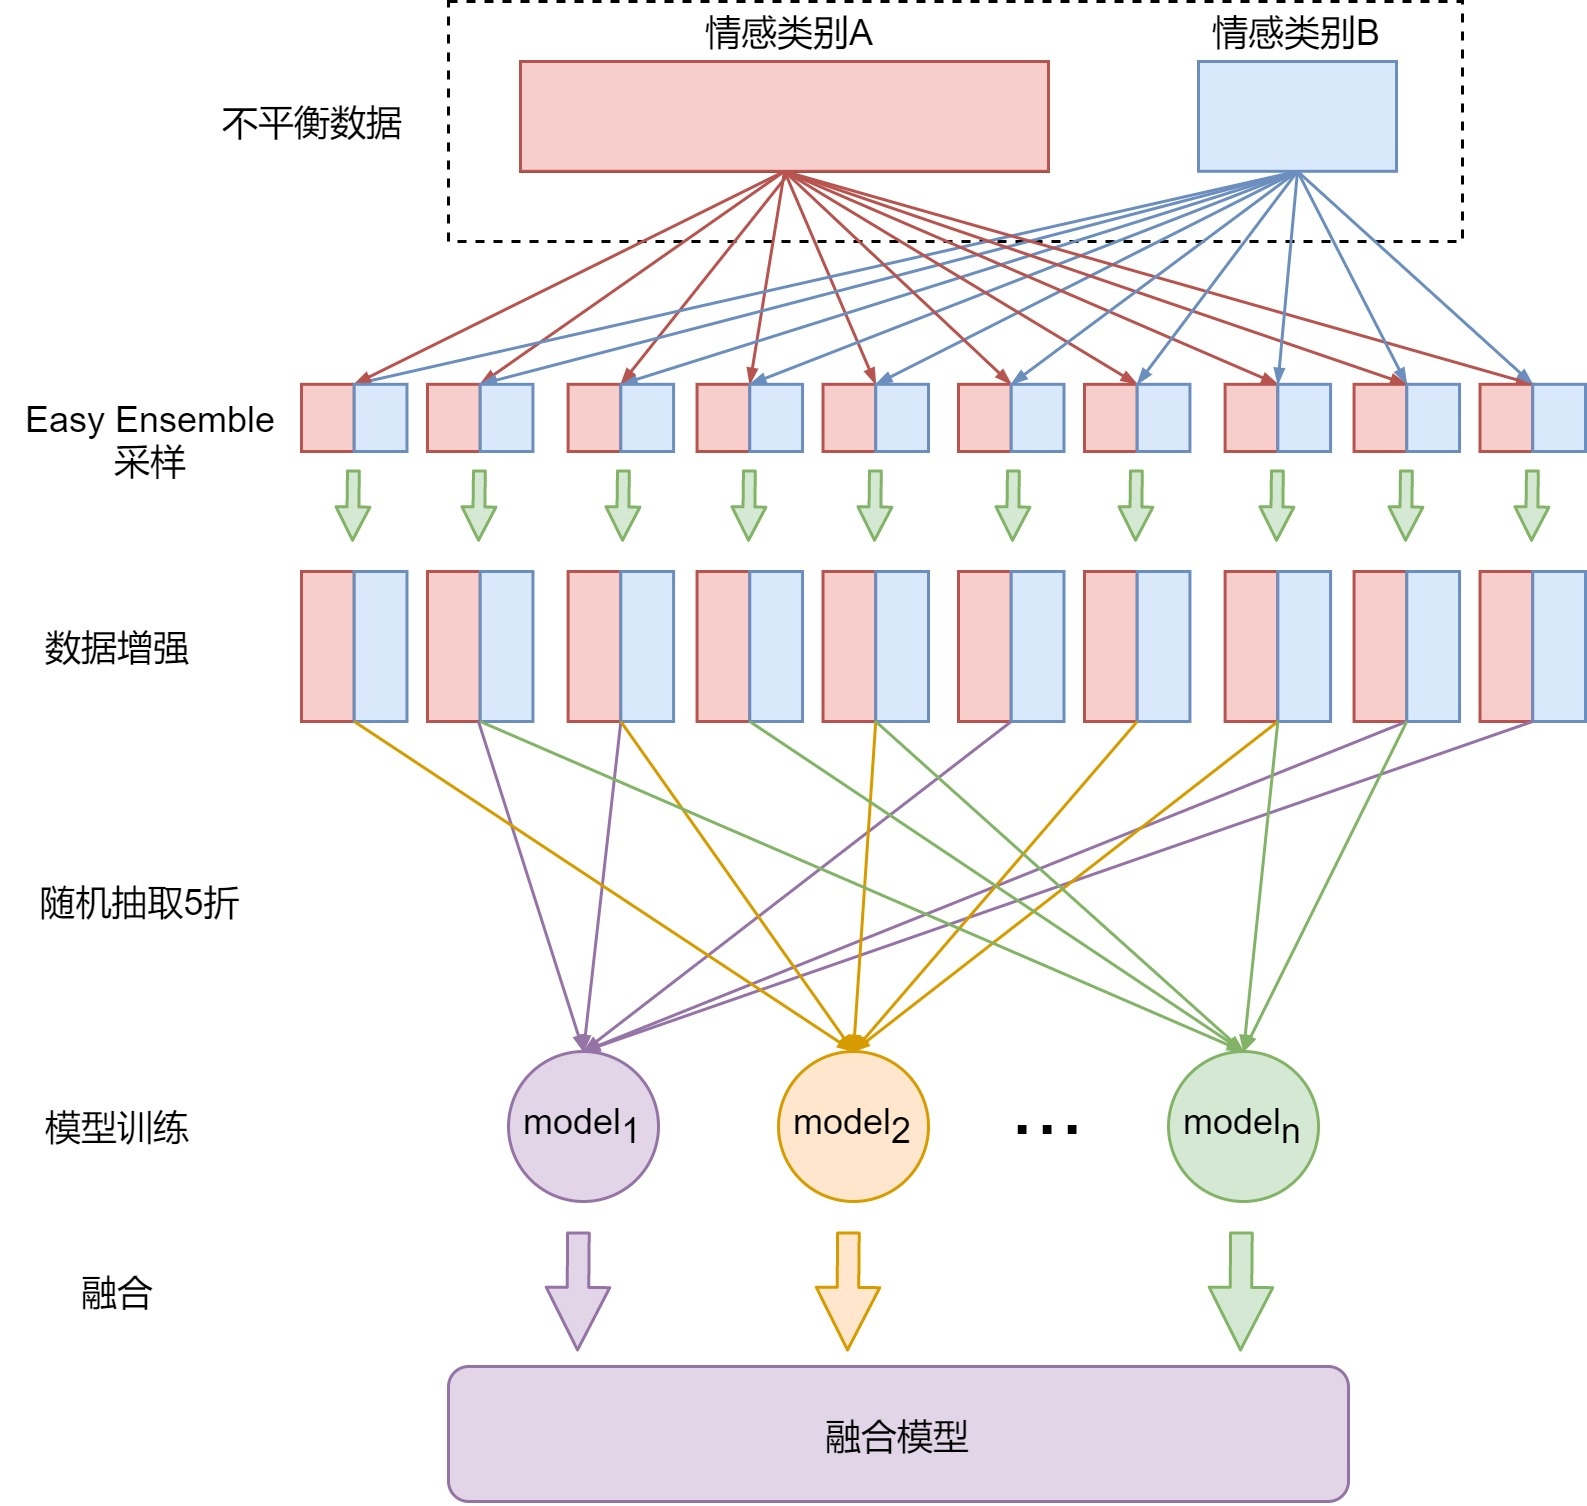 情感类别A
情感类别B
不平衡数据
Easy Ensemble
采样
数据增强
随机抽取5折
模型训练
model1
model2
...
modeln
融合
融合模型